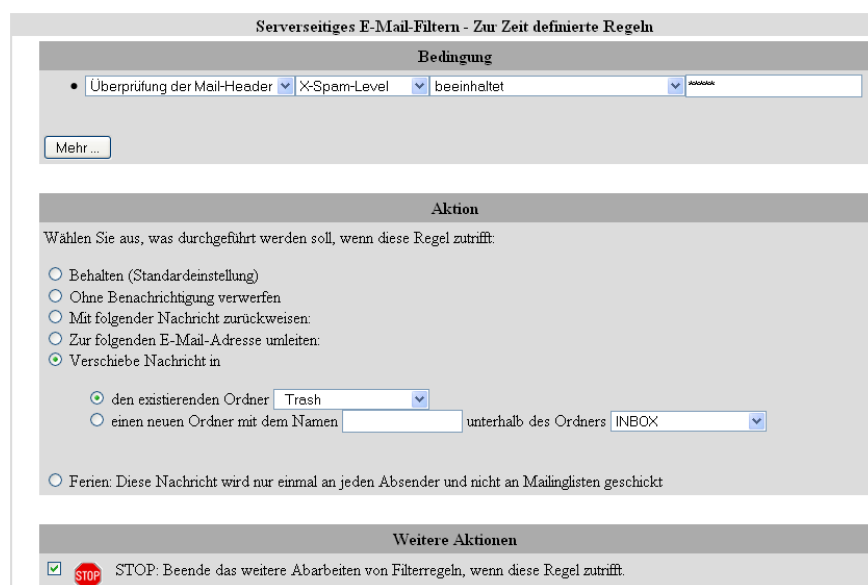 Serverseitiges E-Mail-Filtern - Zur Zeit definierte Regeln
Bedingung
Überprüfung der Mail-Header X-Spam-Level beeinhaltet *****
Mehr ...
Aktion
Wählen Sie aus, was durchgeführt werden soll, wenn diese Regel zutrifft:
Behalten (Standardeinstellung)
Ohne Benachrichtigung verwerfen
Mit folgender Nachricht zurückweisen:
Zur folgenden E-Mail-Adresse umleiten:
Verschiebe Nachricht in
den existierenden Ordner Trash
einen neuen Ordner mit dem Namen unterhalb des Ordners INBOX
Ferien: Diese Nachricht wird nur einmal an jeden Absender und nicht an Mailinglisten geschickt
Weitere Aktionen
STOP STOP: Beende das weitere Abarbeiten von Filterregeln, wenn diese Regel zutrifft.